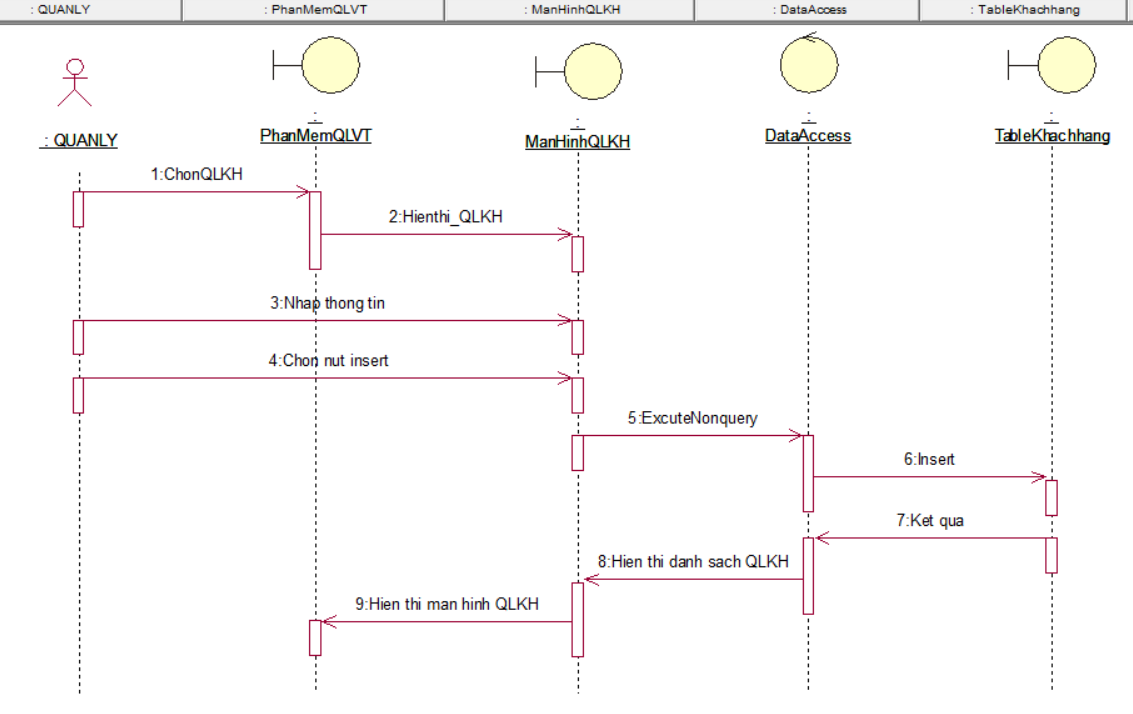 : QUANLY
: PhanMemQLVT
: ManHinhQLKH
: DataAccess
: TableKhachhang
: QUANLY
:
PhanMemQLVT
:
ManHinhQLKH
:
DataAccess
:
TableKhachhang
1:ChonQLKH
2:Hienthi_QLKH
3:Nhap thong tin
4:Chon nut insert
5:ExcuteNonquery
6:Insert
7:Ket qua
8:Hien thi danh sach QLKH
9:Hien thi man hinh QLKH